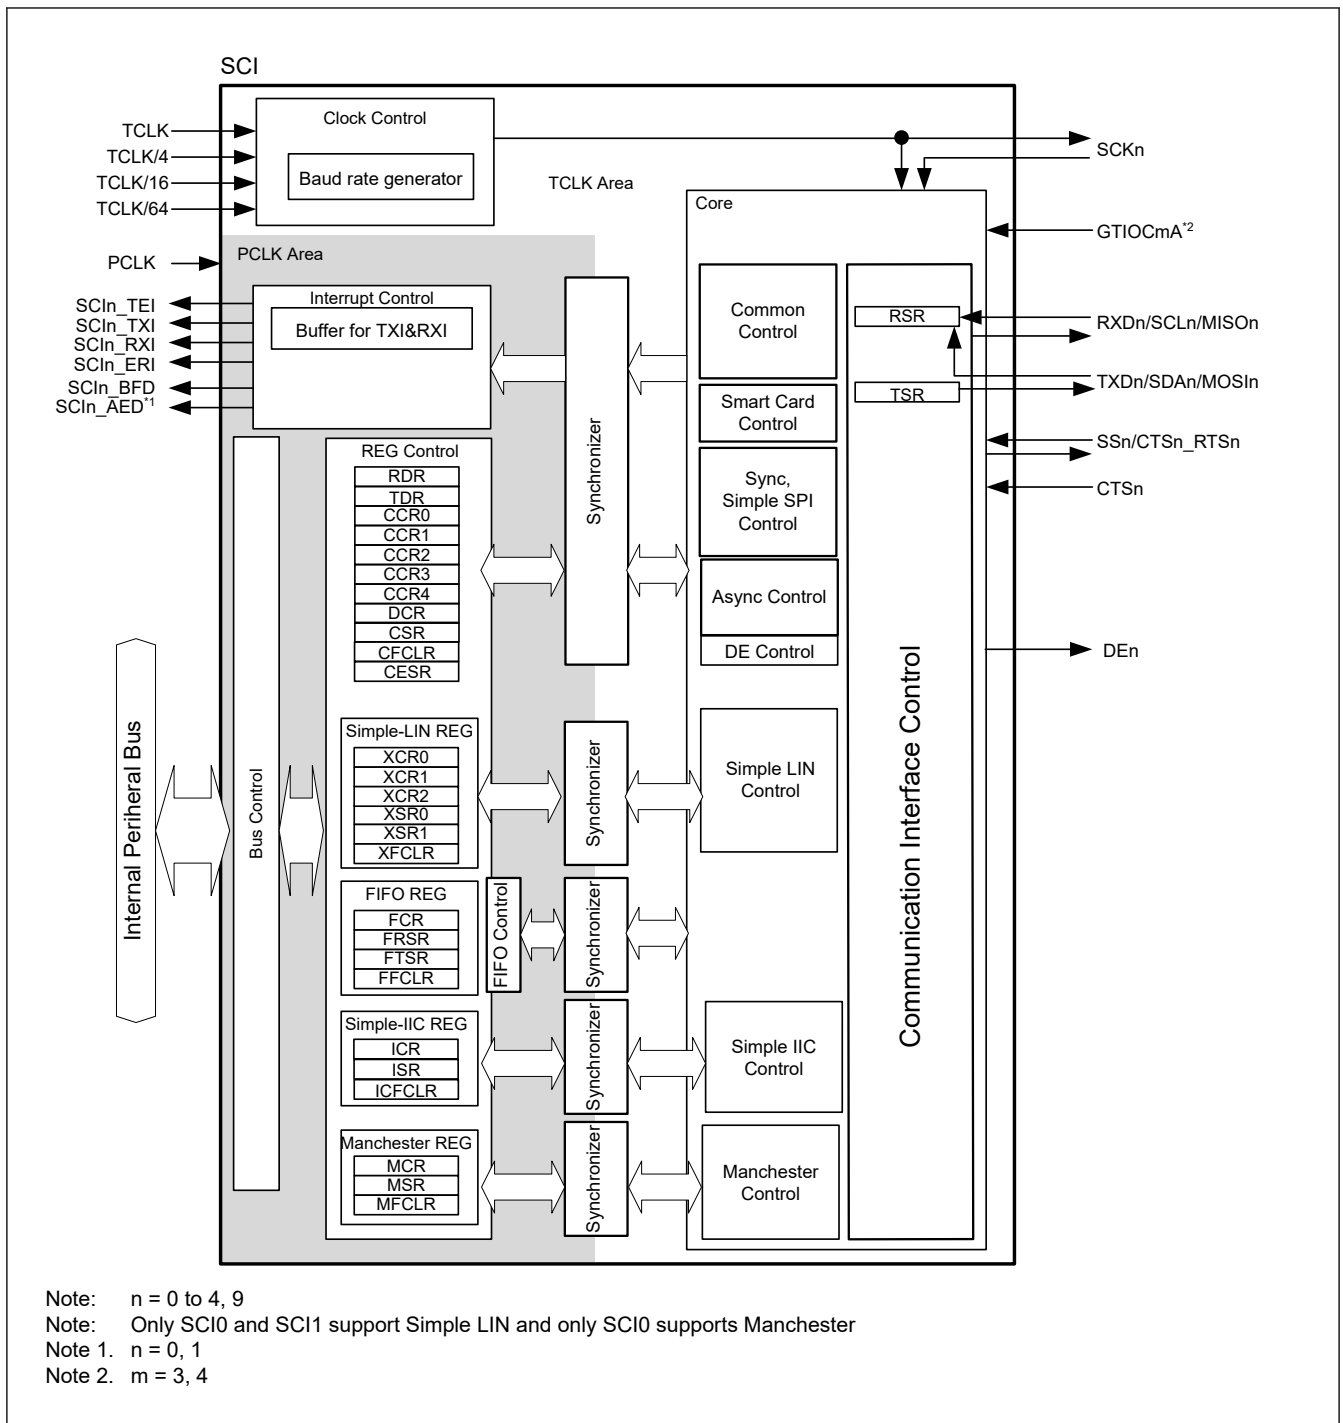 SCI
Clock Control
Baud rate generator
TCLK
TCLK/4
TCLK/16
TCLK/64
TCLK Area
SCKn
Core
GTIOCmA*2
PCLK
PCLK Area
Interrupt Control
Buffer for TXI&RXI
SCIn_TEI
SCIn_TXI
SCIn_RXI
SCIn_ERI
SCIn_BFD
SCIn_AED*1
Synchronizer
Common
Control
Smart Card
Control
Sync,
Simple SPI
Control
Async Control
DE Control
RSR
TSR
RXDn/SCLn/MISOn
TXDn/SDAn/MOSIn
SSn/CTSn_RTSn
CTSn
DEn
Communication Interface Control
REG Control
RDR
TDR
CCR0
CCR1
CCR2
CCR3
CCR4
DCR
CSR
CFCLR
CESR
Internal Periheral Bus
Bus Control
Simple-LIN REG
XCR0
XCR1
XCR2
XSR0
XSR1
XFCLR
Synchronizer
Simple LIN
Control
FIFO REG
FCR
FRSR
FTSR
FFCLR
FIFO Control
Synchronizer
Simple-IIC REG
ICR
ISR
ICFCLR
Synchronizer
Simple IIC
Control
Manchester REG
MCR
MSR
MFCLR
Synchronizer
Manchester
Control
Note: n = 0 to 4, 9
Note: Only SCI0 and SCI1 support Simple LIN and only SCI0 supports Manchester
Note 1. n = 0, 1
Note 2. m = 3, 4